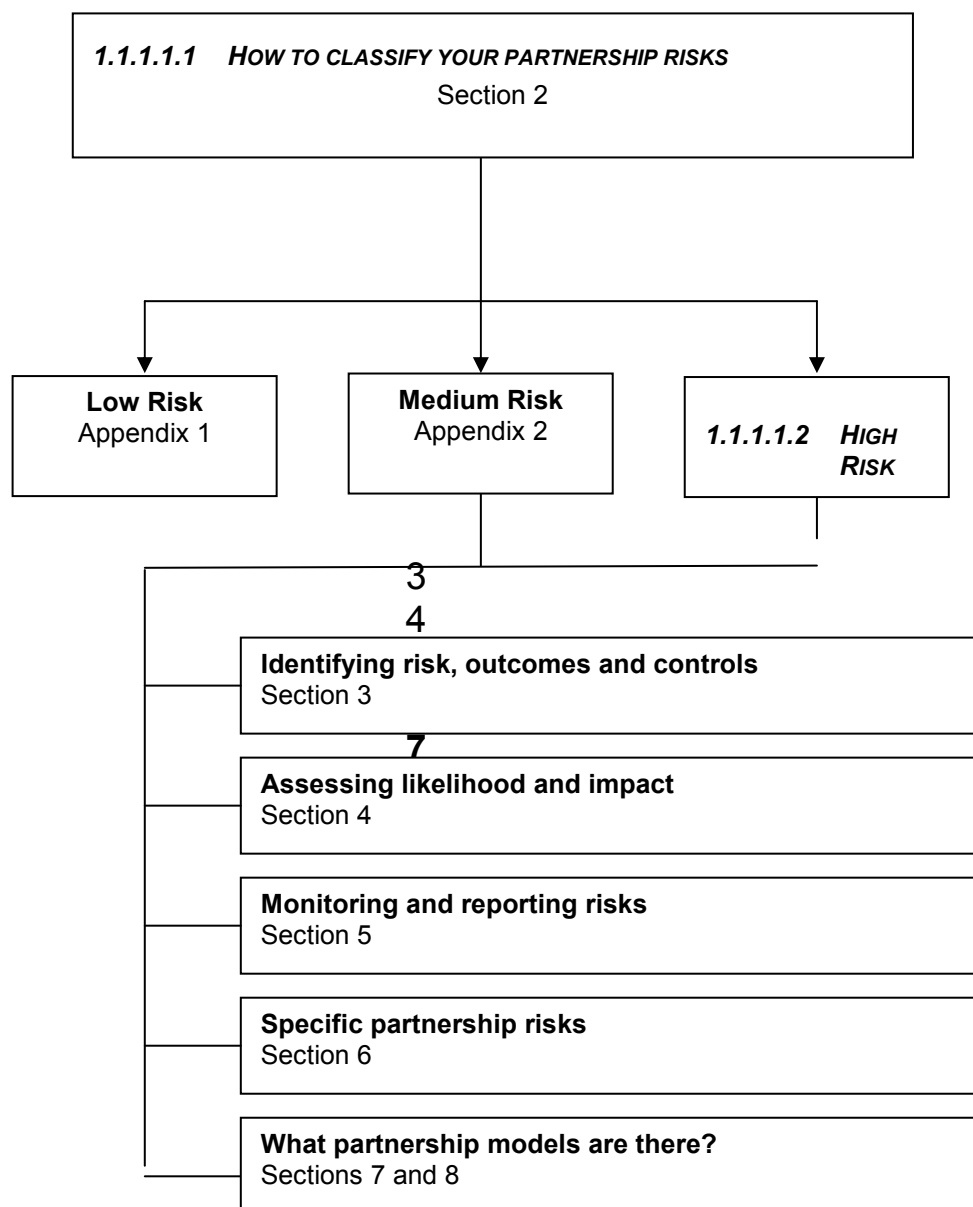 1.1.1.1.1 HOW TO CLASSIFY YOUR PARTNERSHIP RISKS
Section 2
Low Risk
Appendix 1
Medium Risk
Appendix 2
1.1.1.1.2 HIGH
RISK
3
4
Identifying risk, outcomes and controls
Section 3
7
Assessing likelihood and impact
Section 4
Monitoring and reporting risks
Section 5
Specific partnership risks
Section 6
What partnership models are there?
Sections 7 and 8